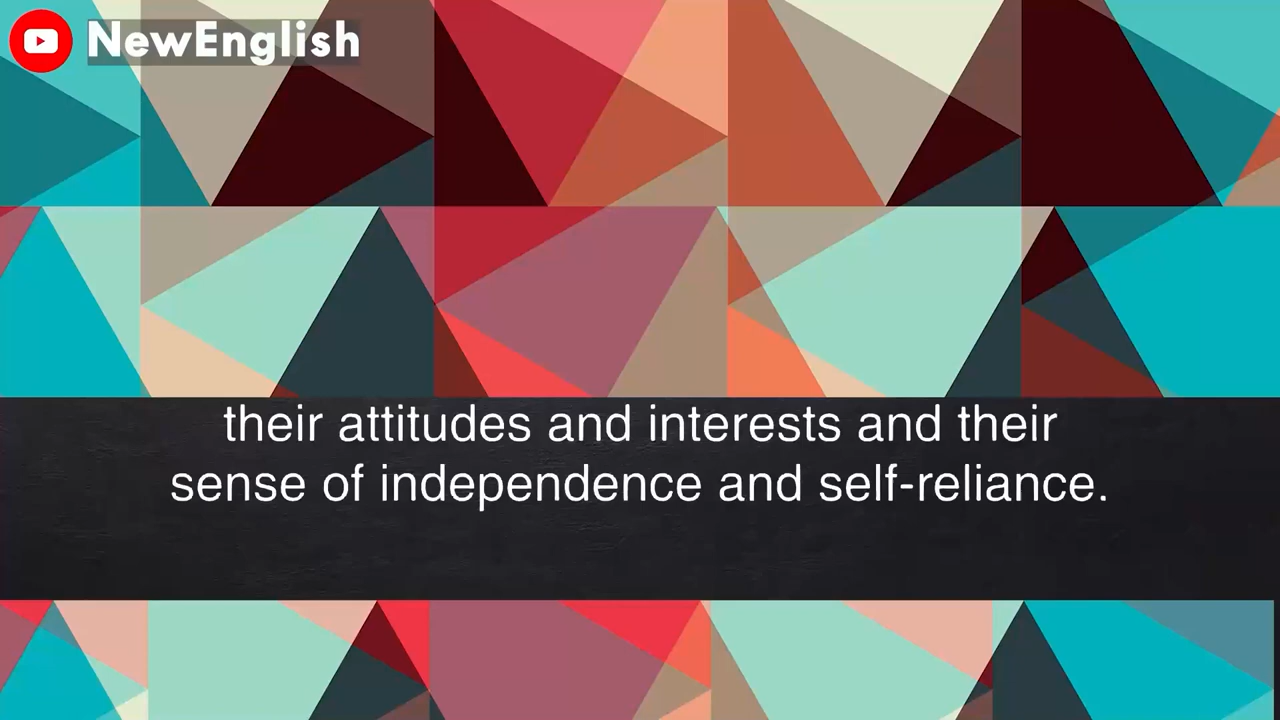 NewEnglish
their attitudes and interests and their
sense of independence and self-reliance.